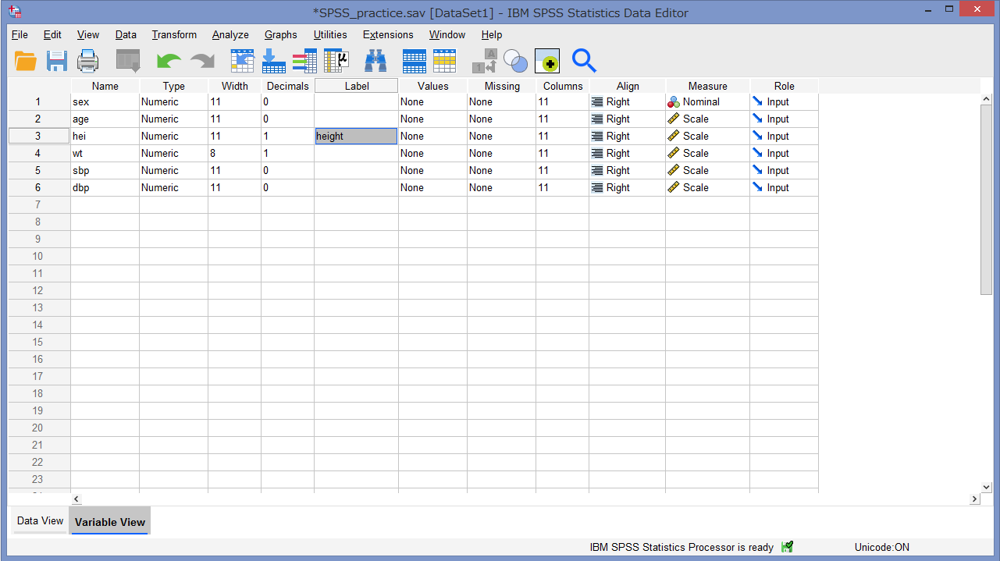 *SPSS_practice.sav [DataSet1] - IBM SPSS Statistics Data Editor
File Edit View Data Transform Analyze Graphs Utilities Extensions Window Help
Name Type Width Decimals Label Values Missing Columns Align Measure Role
1 sex Numeric 11 0 None None 11 Right Nominal Input
2 age Numeric 11 0 None None 11 Right Scale Input
3 hei Numeric 11 1 height None None 11 Right Scale Input
4 wt Numeric 8 1 None None 11 Right Scale Input
5 sbp Numeric 11 0 None None 11 Right Scale Input
6 dbp Numeric 11 0 None None 11 Right Scale Input
7
8
9
10
11
12
13
14
15
16
17
18
19
20
21
22
23
Data View Variable View
IBM SPSS Statistics Processor is ready Unicode:ON